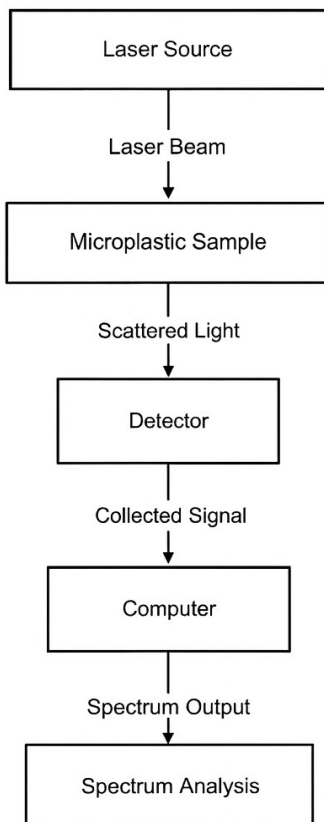 Laser Source
Laser Beam
Microplastic Sample
Scattered Light
Detector
Collected Signal
Computer
Spectrum Output
Spectrum Analysis